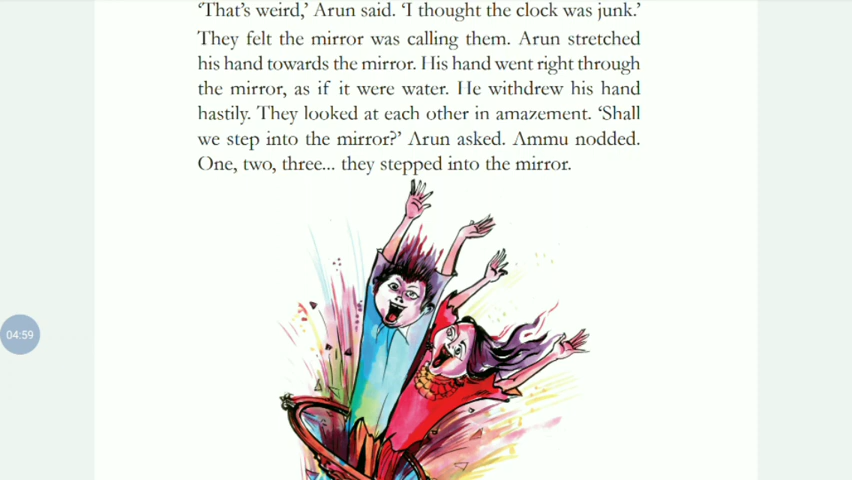 ‘That’s weird,’ Arun said. ‘I thought the clock was junk.’
They felt the mirror was calling them. Arun stretched
his hand towards the mirror. His hand went right through
the mirror, as if it were water. He withdrew his hand
hastily. They looked at each other in amazement. ‘Shall
we step into the mirror?’ Arun asked. Ammu nodded.
One, two, three... they stepped into the mirror.
04:59